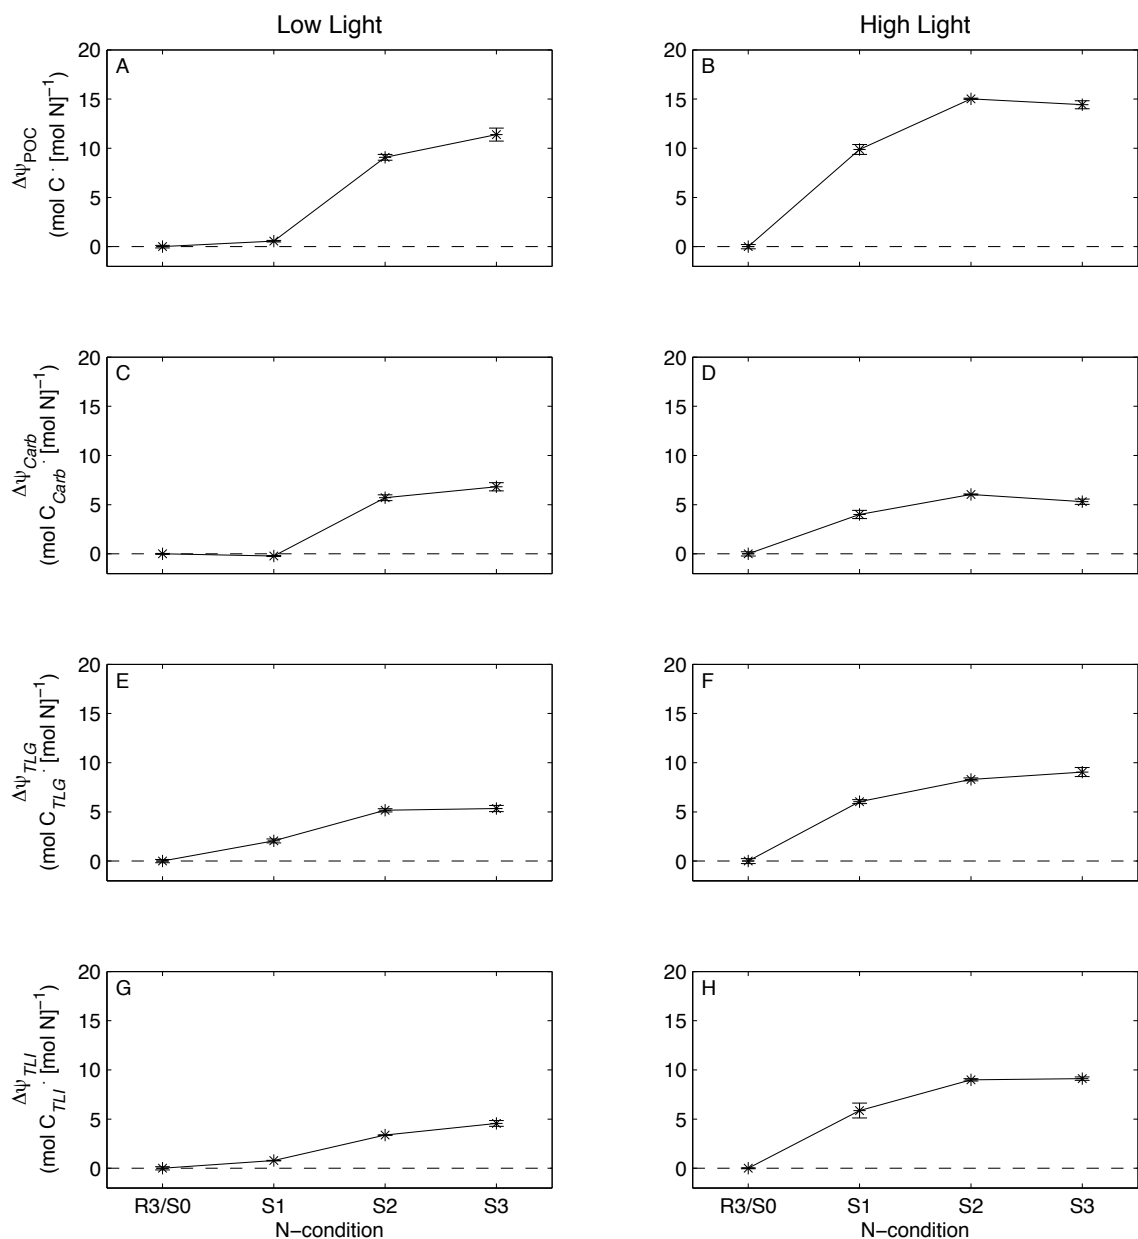 Low Light
High Light
A
20
15
10
5
0
Δψ_POC
(mol C · [mol N]⁻¹)
B
20
15
10
5
0
C
20
15
10
5
0
Δψ_Carb
(mol C_Carb · [mol N]⁻¹)
D
20
15
10
5
0
E
20
15
10
5
0
Δψ_TLG
(mol C_TLG · [mol N]⁻¹)
F
20
15
10
5
0
G
20
15
10
5
0
Δψ_TLI
(mol C_TLI · [mol N]⁻¹)
H
20
15
10
5
0
R3/S0 S1 S2 S3
N−condition
R3/S0 S1 S2 S3
N−condition